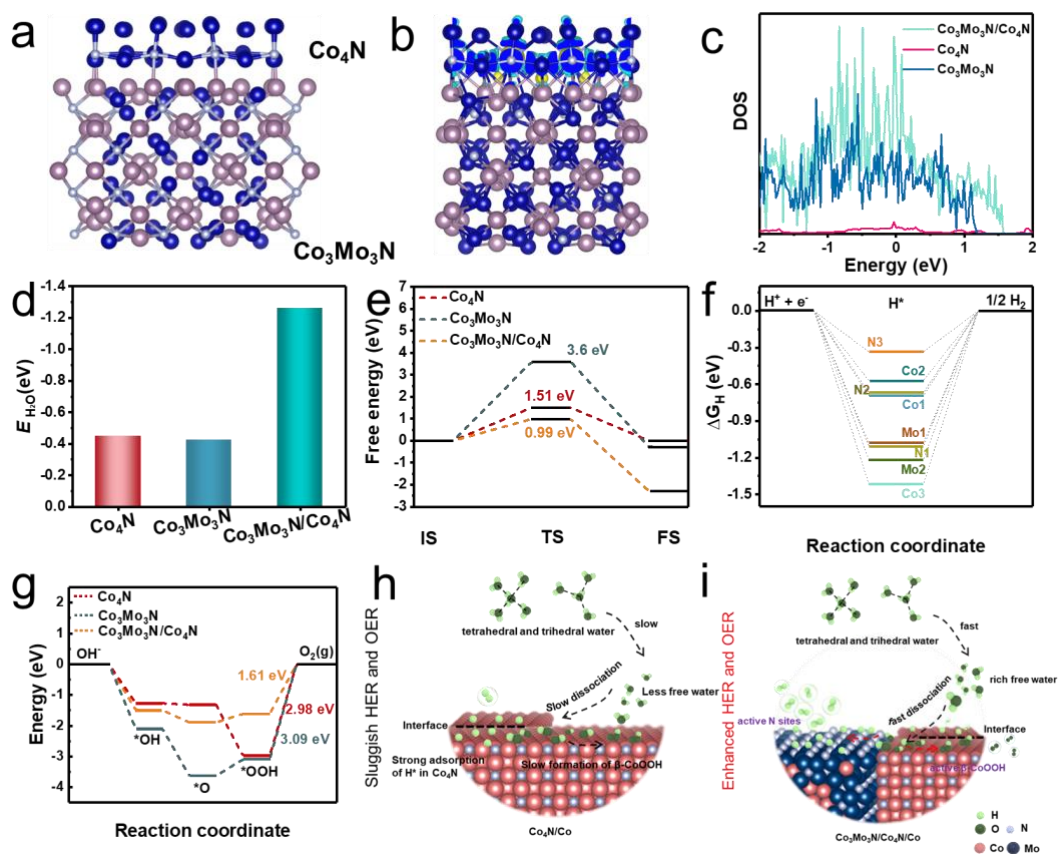 a
Co₄N
Co₃Mo₃N
b
c
Co₃Mo₃N/Co₄N
Co₄N
Co₃Mo₃N
DOS
-2
-1
0
1
2
Energy (eV)
d
-1.4
-1.2
-1.0
-0.8
-0.6
-0.4
-0.2
0.0
E H₂O(eV)
Co₄N
Co₃Mo₃N
Co₃Mo₃N/Co₄N
e
7
6
5
4
3
2
1
0
-1
-2
-3
Free energy (eV)
Co₄N
Co₃Mo₃N
Co₃Mo₃N/Co₄N
3.6 eV
1.51 eV
0.99 eV
IS
TS
FS
f
0.0
-0.3
-0.6
-0.9
-1.2
-1.5
ΔG_H (eV)
H⁺ + e⁻
H*
1/2 H₂
N3
Co2
N2
Co1
Mo1
N1
Mo2
Co3
Reaction coordinate
g
2
1
0
-1
-2
-3
-4
Energy (eV)
Co₄N
Co₃Mo₃N
Co₃Mo₃N/Co₄N
OH⁻
O₂(g)
1.61 eV
2.98 eV
3.09 eV
*OH
*O
*OOH
Reaction coordinate
h
Sluggish HER and OER
tetrahedral and trihedral water
slow
Slow dissociation
Less free water
Interface
Strong adsorption
of H* in Co₄N
Slow formation of β-CoOOH
Co₄N/Co
i
Enhanced HER and OER
tetrahedral and trihedral water
fast
fast dissociation
rich free water
active N sites
Interface
active β-CoOOH
Co₃Mo₃N/Co₄N/Co
H
O
N
Co
Mo